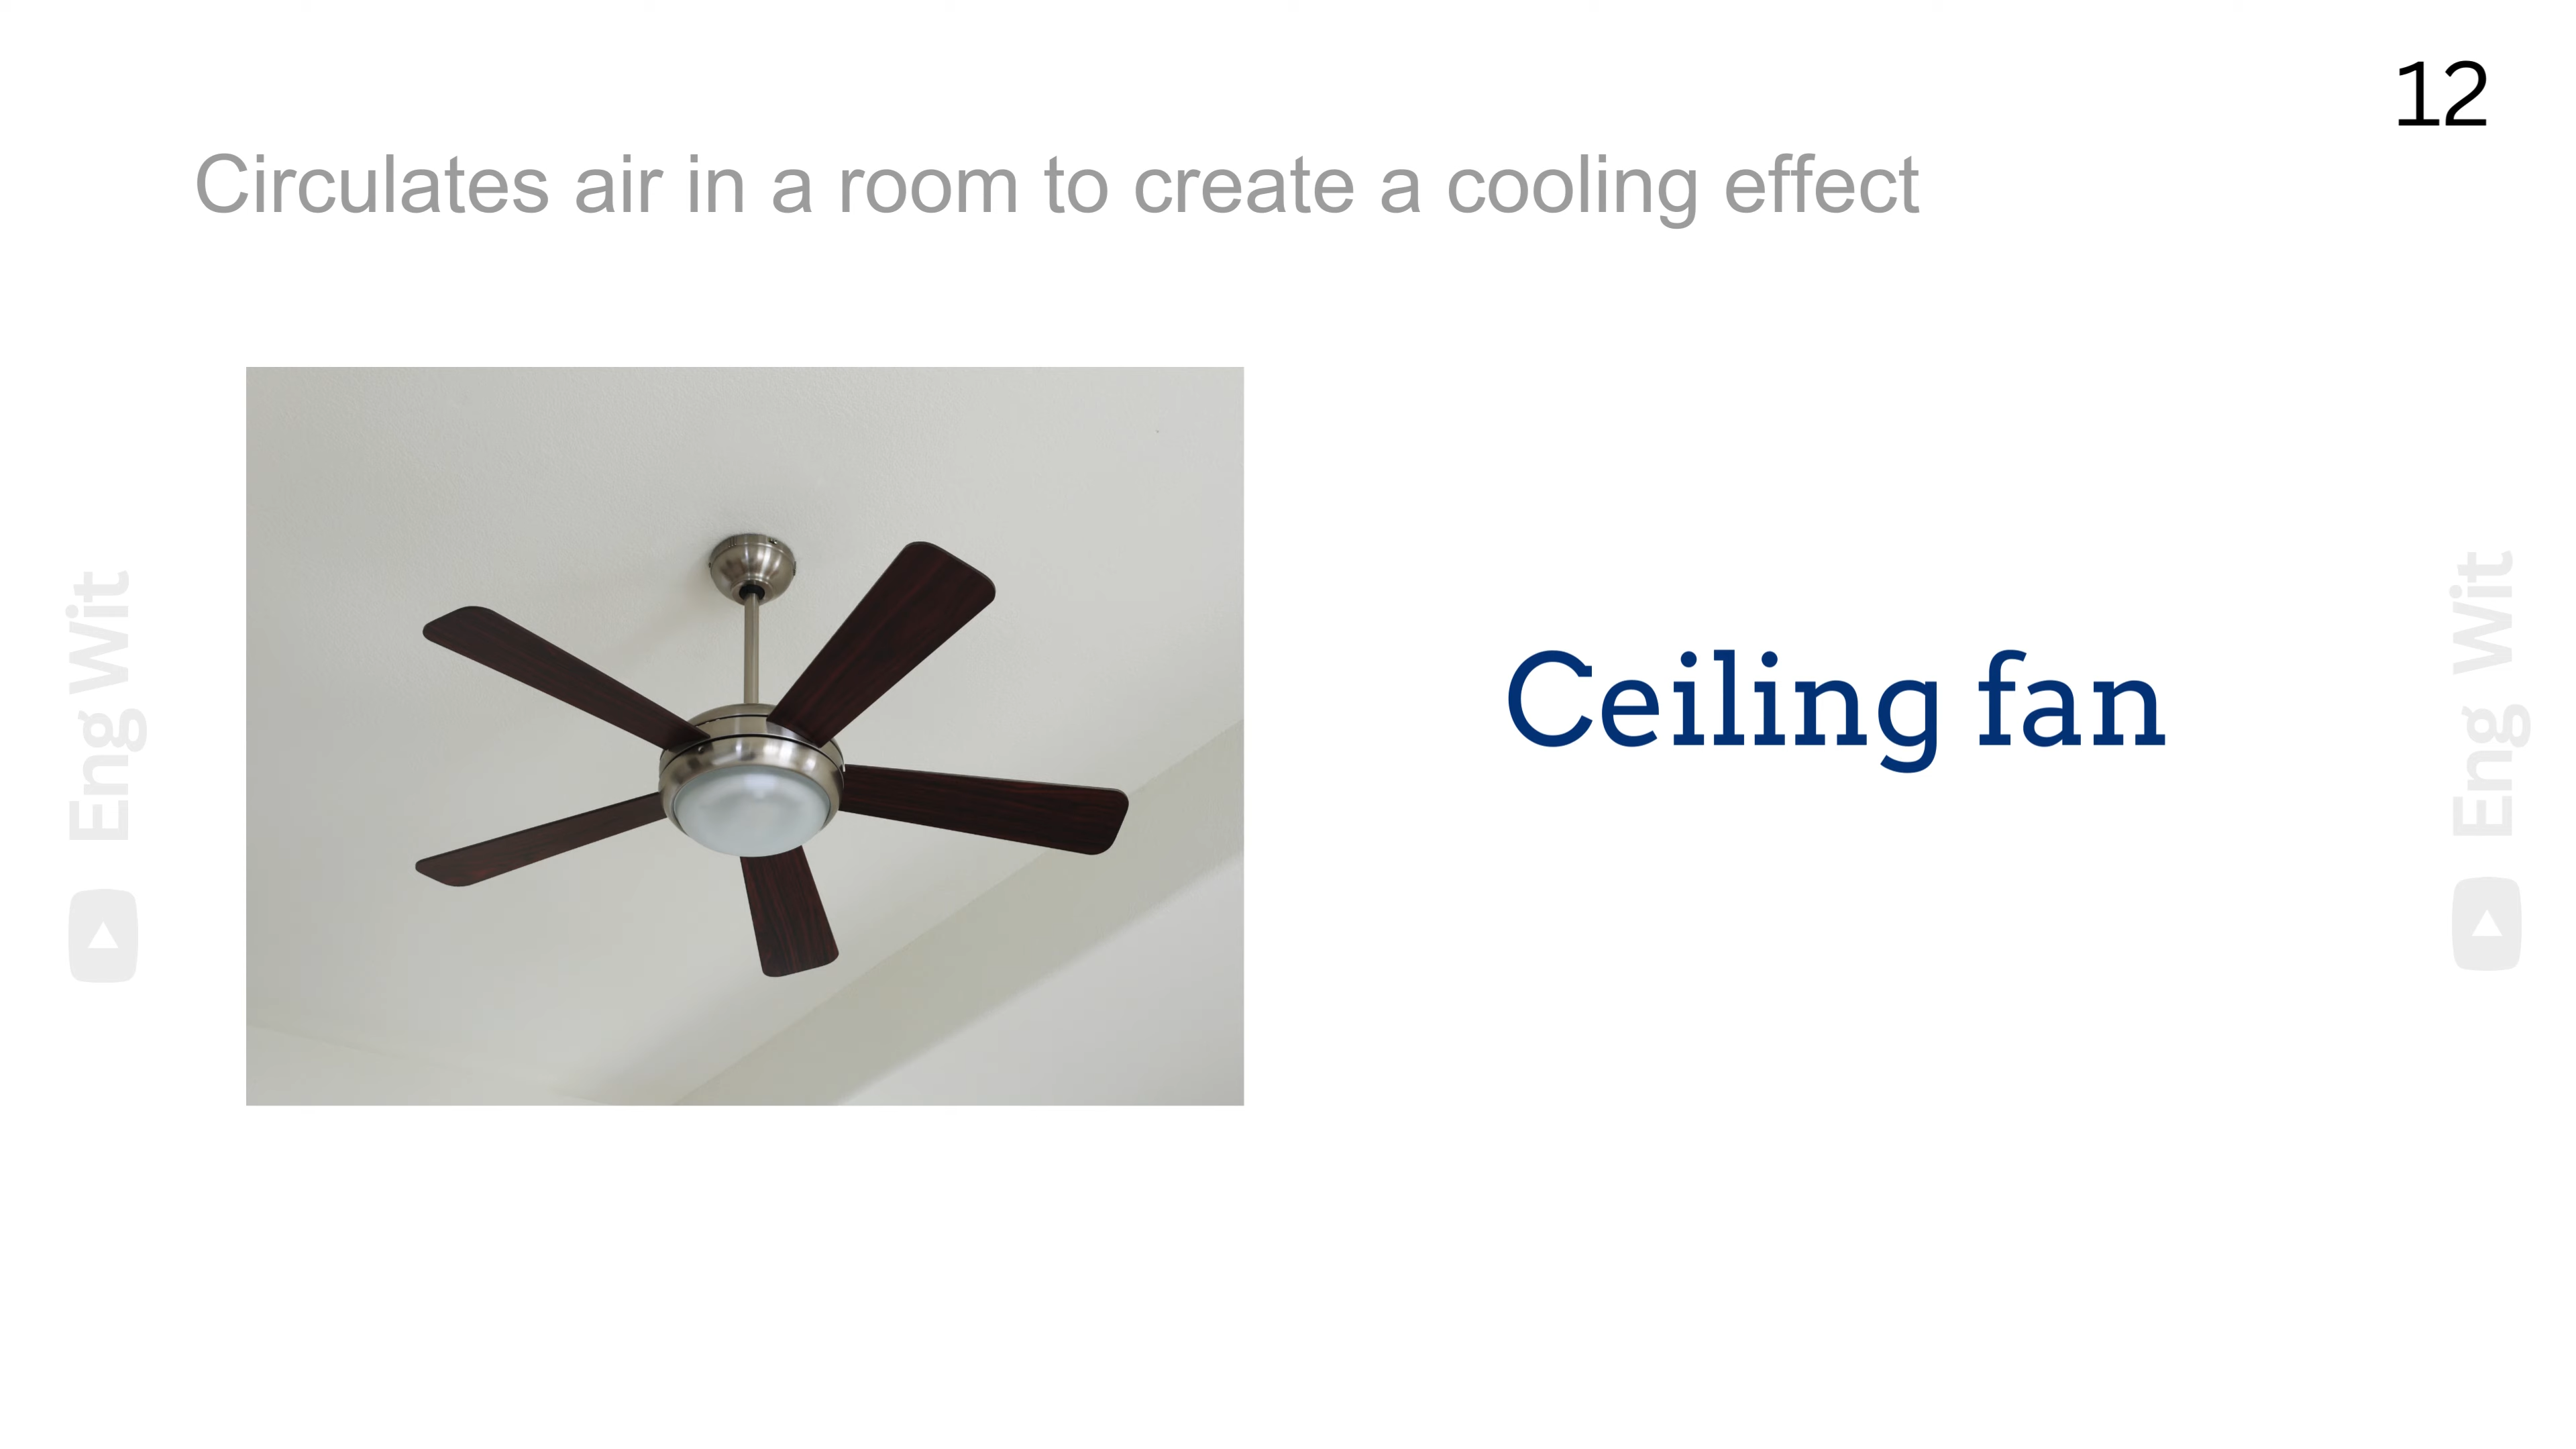 12
Circulates air in a room to create a cooling effect
Eng Wit
Ceiling fan
Eng Wit